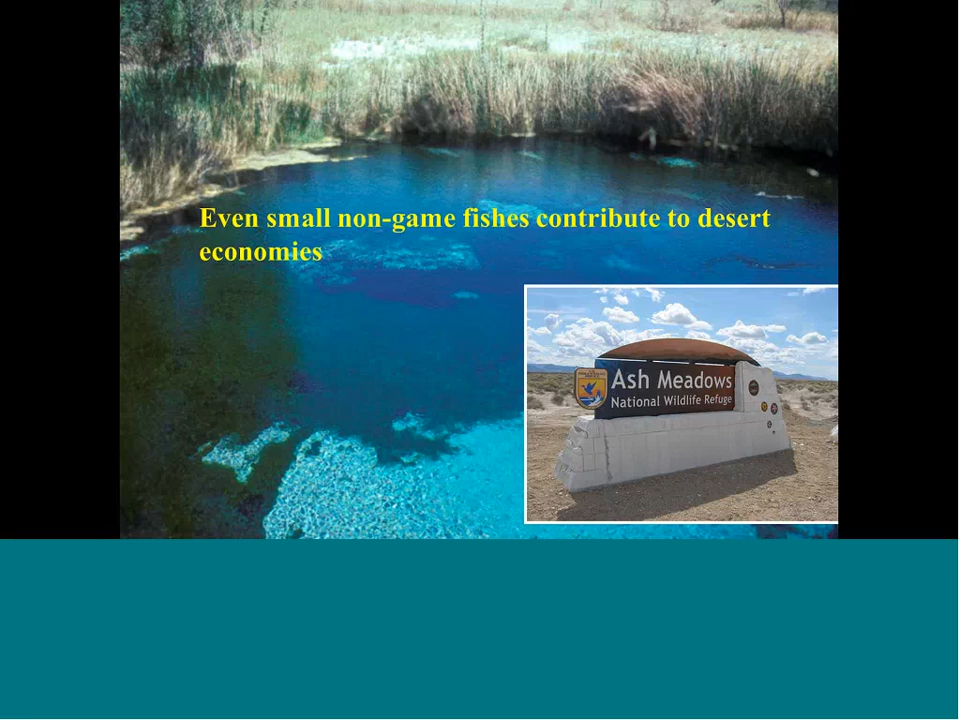 Even small non-game fishes contribute to desert
economies
Ash Meadows
National Wildlife Refuge